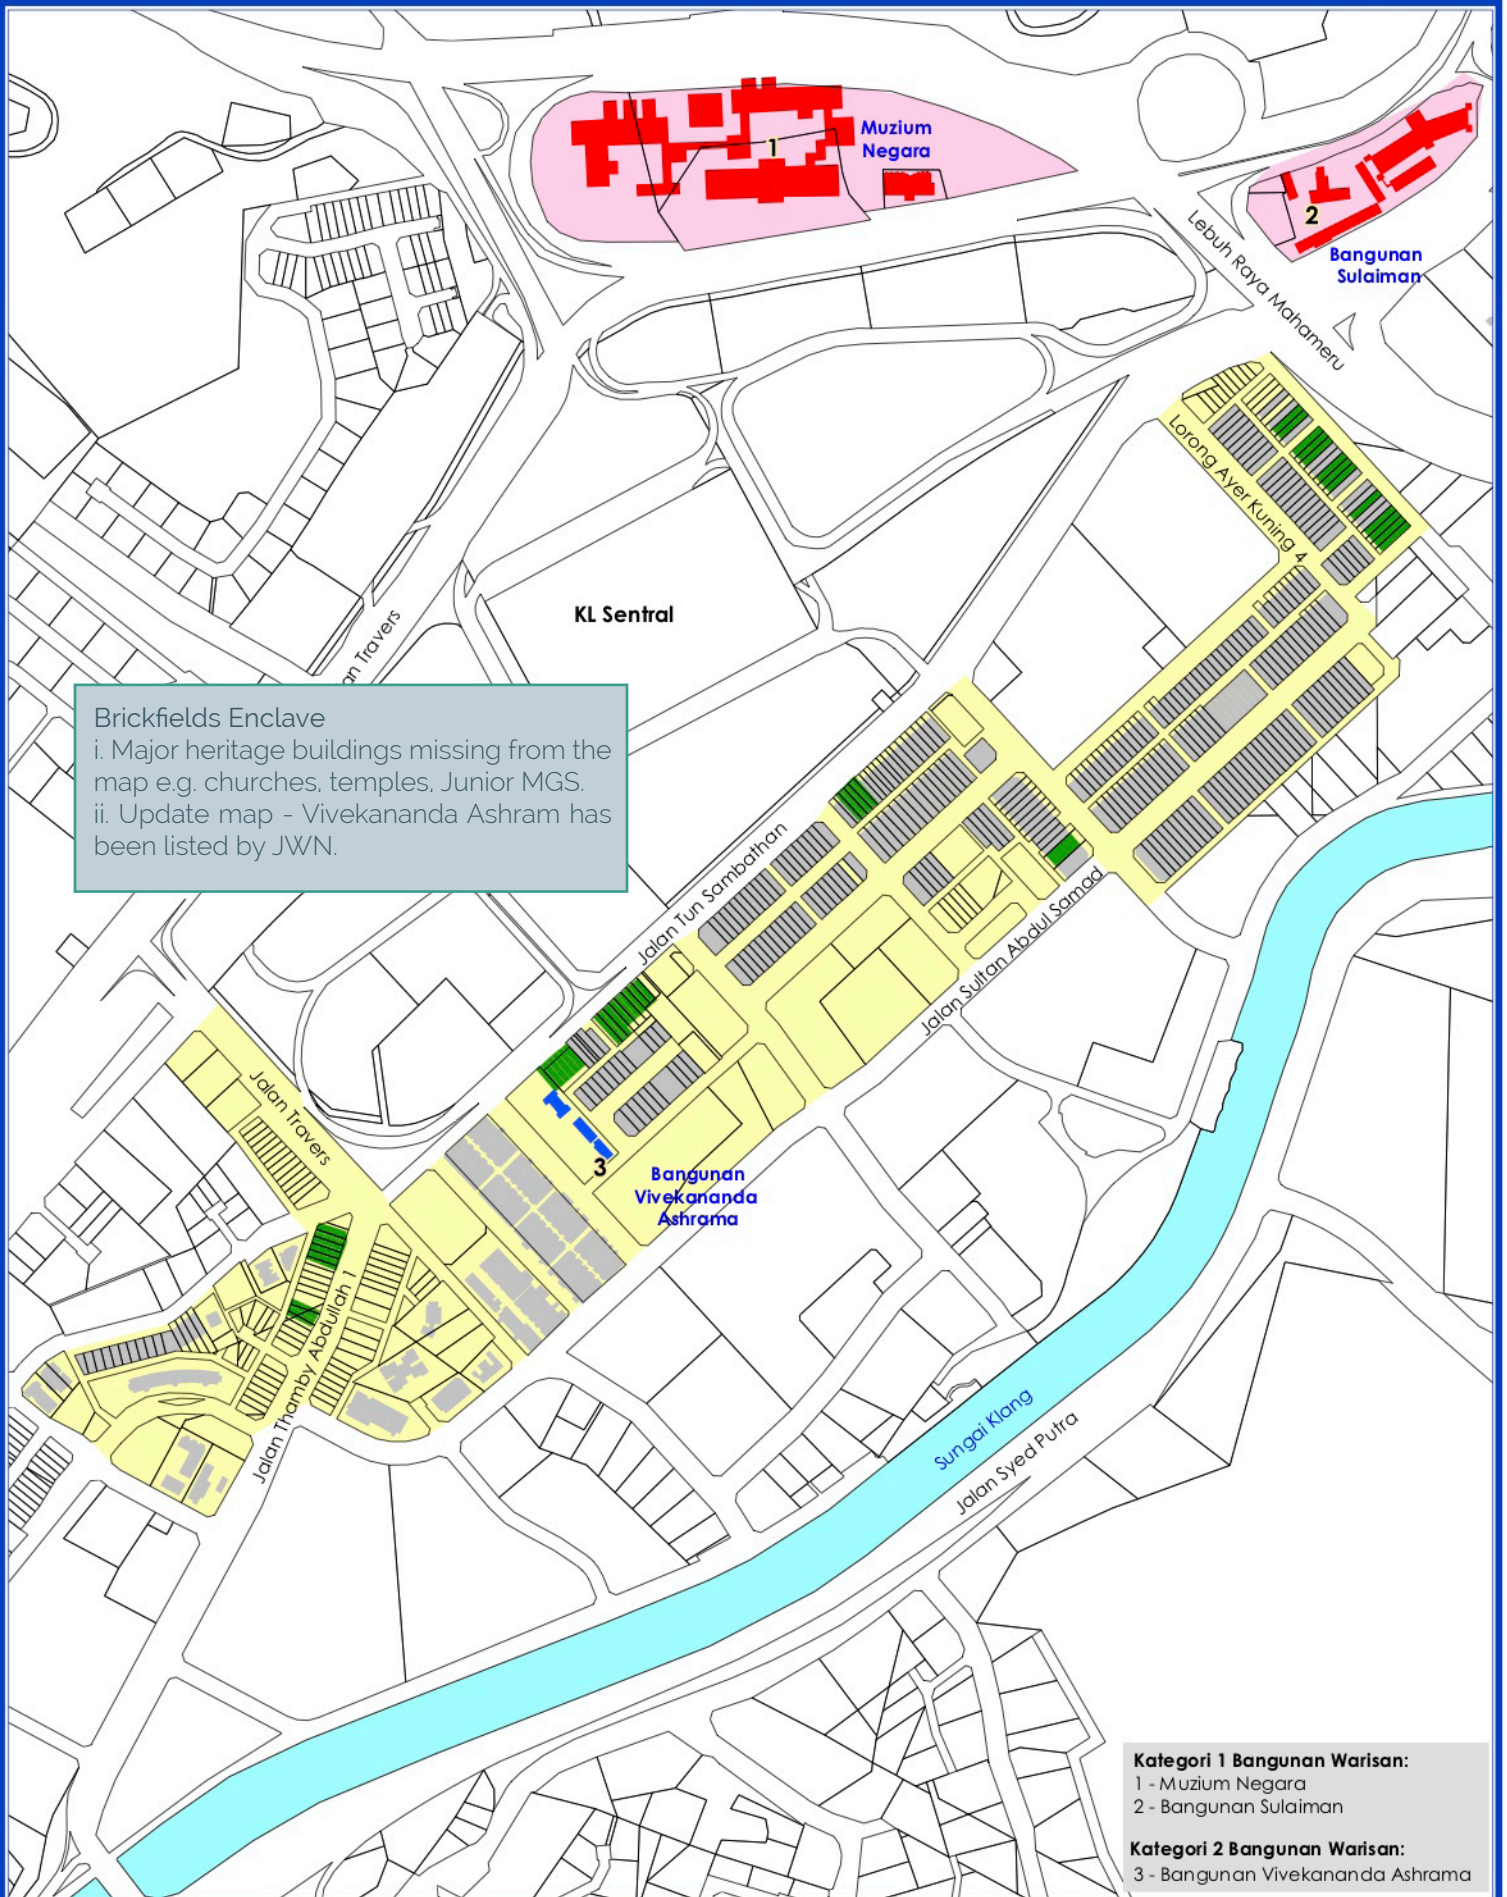 Muzium
Negara
1
2
Bangunan
Sulaiman
Lebuh Raya Mahameru
Lorong Ayer Kuning 4
KL Sentral
an Travers
Brickfields Enclave
i. Major heritage buildings missing from the
map e.g. churches, temples, Junior MGS.
ii. Update map - Vivekananda Ashram has
been listed by JWN.
Jalan Tun Sambathan
Jalan Sultan Abdul Samad
Jalan Travers
3
Bangunan
Vivekananda
Ashrama
Jalan Thamby Abdullah 1
Sungai Klang
Jalan Syed Putra
Kategori 1 Bangunan Warisan:
1 - Muzium Negara
2 - Bangunan Sulaiman
Kategori 2 Bangunan Warisan:
3 - Bangunan Vivekananda Ashrama